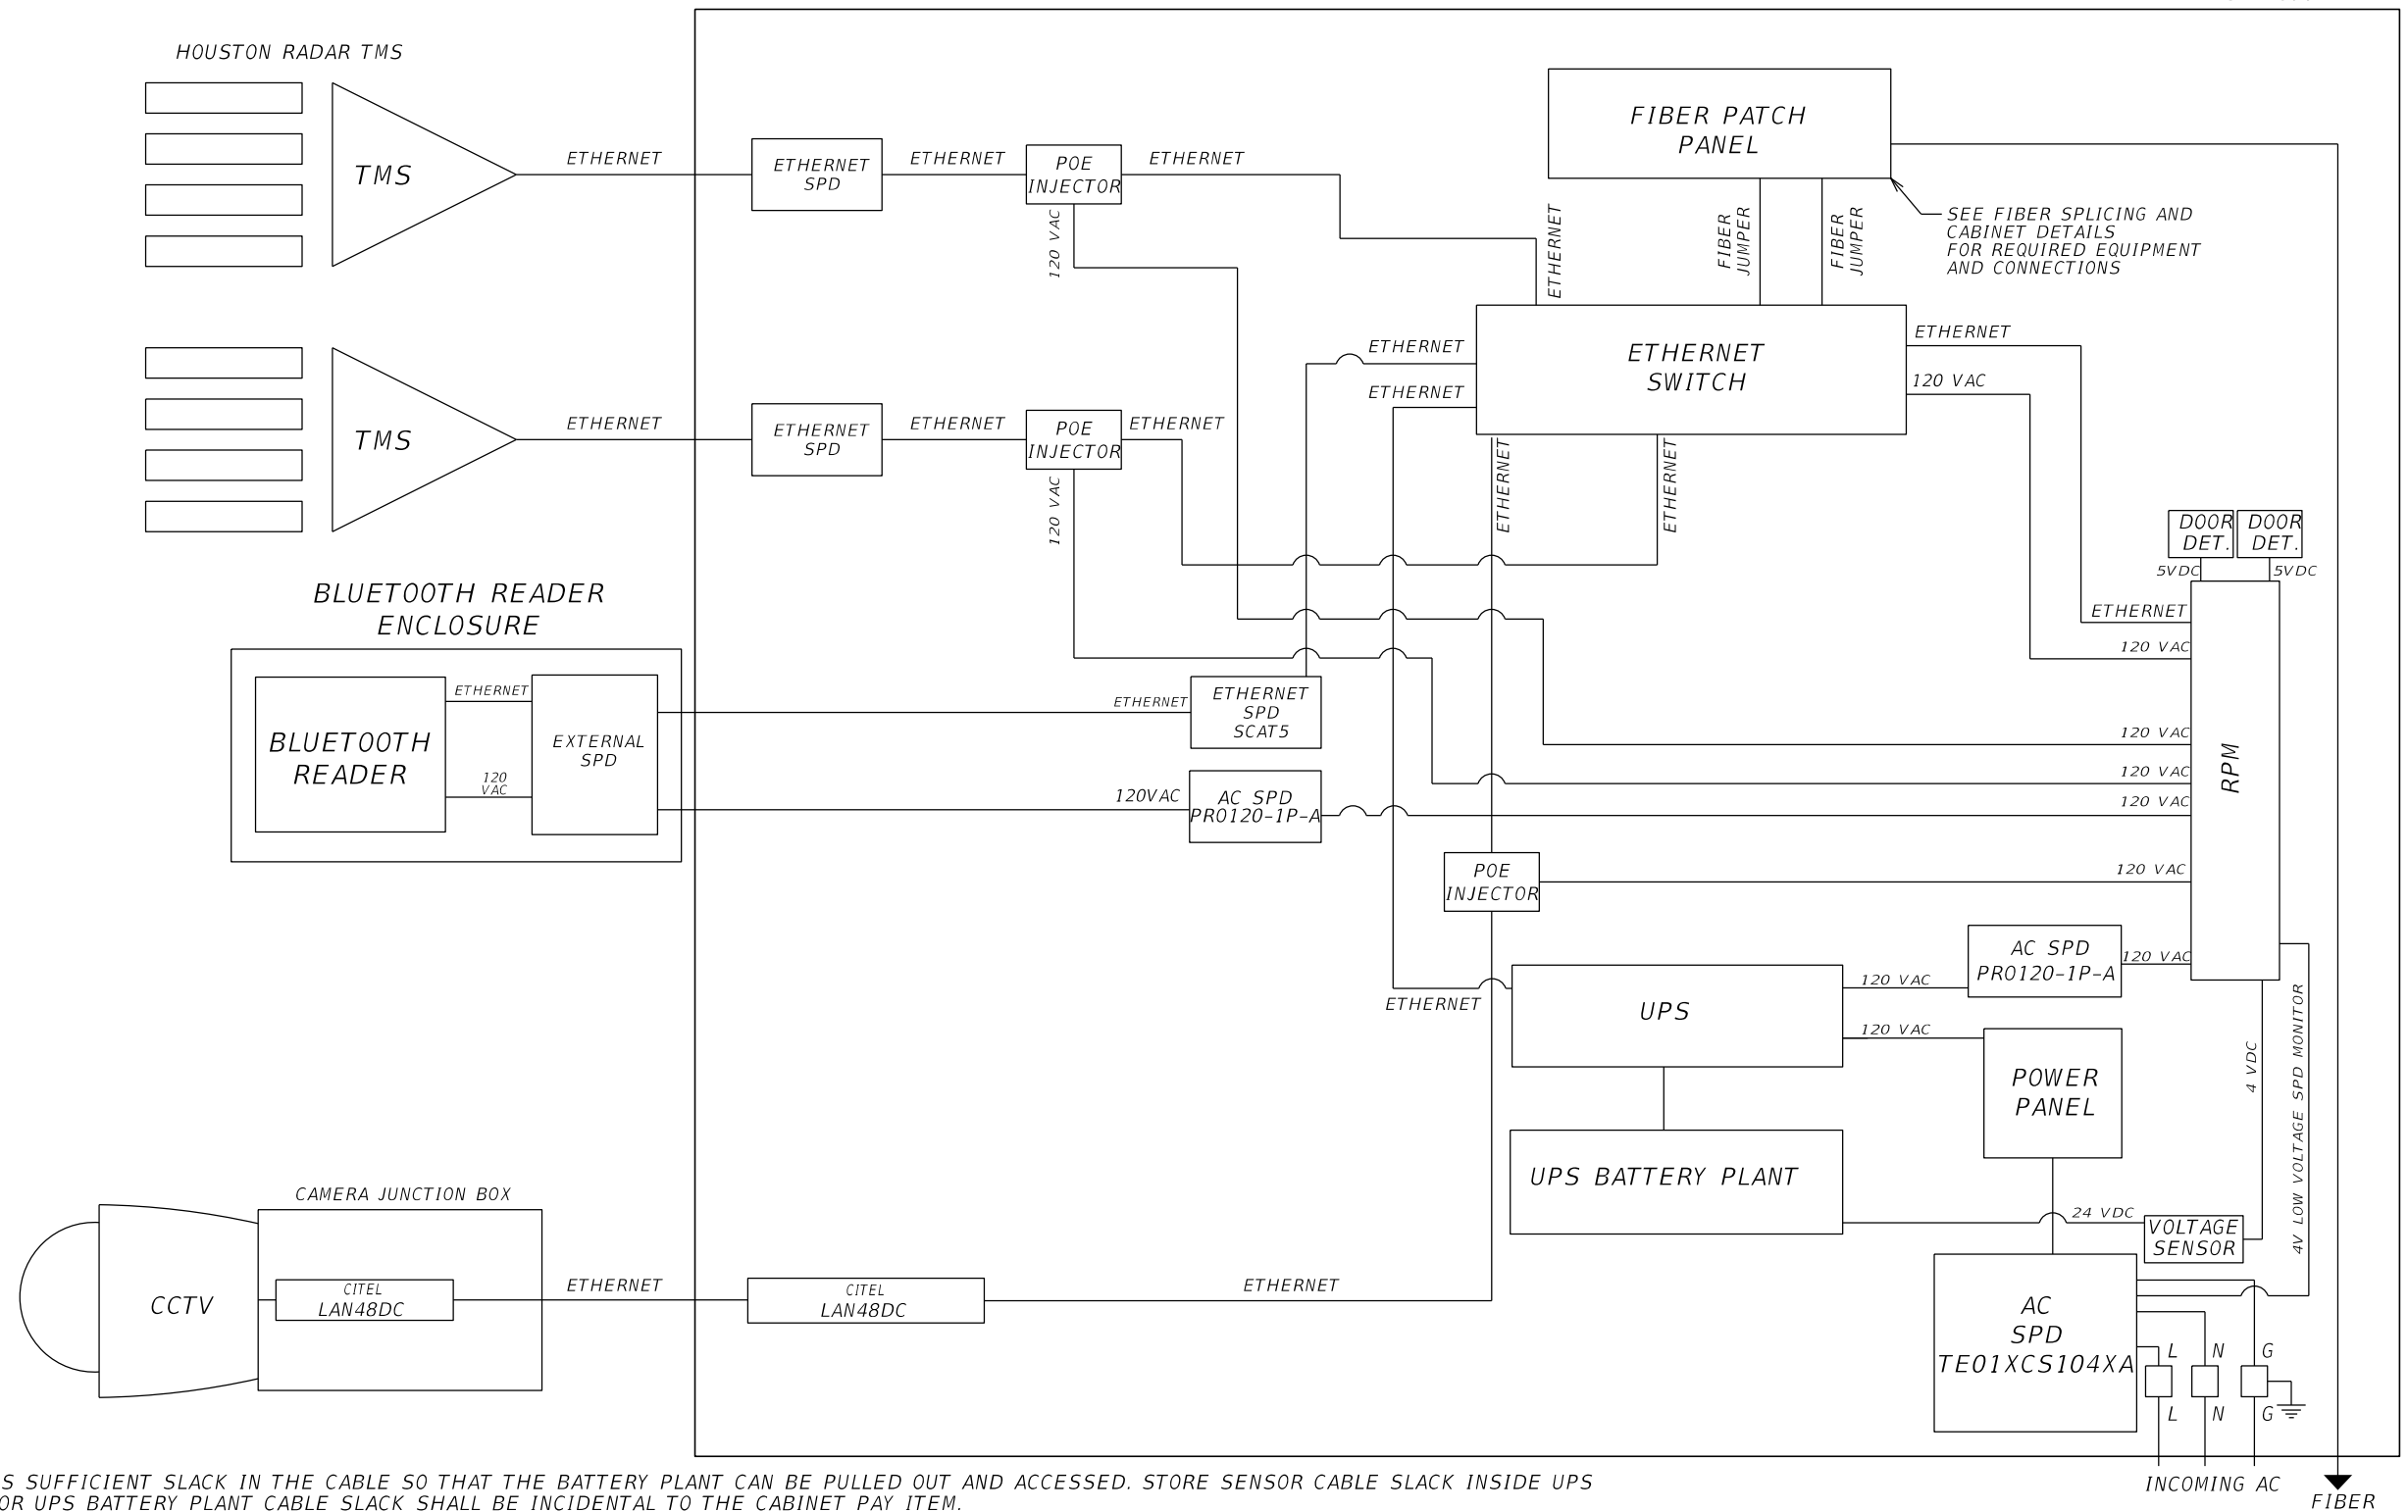 HOUSTON RADAR TMS
TMS
ETHERNET
ETHERNET
SPD
ETHERNET
POE
INJECTOR
ETHERNET
120 VAC
ETHERNET
FIBER PATCH
PANEL
FIBER
JUMPER
FIBER
JUMPER
SEE FIBER SPLICING AND
CABINET DETAILS
FOR REQUIRED EQUIPMENT
AND CONNECTIONS
TMS
ETHERNET
ETHERNET
SPD
ETHERNET
POE
INJECTOR
ETHERNET
120 VAC
ETHERNET
ETHERNET
ETHERNET
SWITCH
ETHERNET
120 VAC
ETHERNET
ETHERNET
DOOR
DET.
DOOR
DET.
5VDC
5VDC
ETHERNET
120 VAC
120 VAC
120 VAC
120 VAC
120 VAC
RPM
BLUETOOTH READER
ENCLOSURE
BLUETOOTH
READER
ETHERNET
120
VAC
EXTERNAL
SPD
ETHERNET
ETHERNET
SPD
SCAT5
120VAC
AC SPD
PRO120-1P-A
POE
INJECTOR
AC SPD
PRO120-1P-A
120 VAC
120 VAC
120 VAC
ETHERNET
UPS
POWER
PANEL
4 VDC
4V LOW VOLTAGE SPD MONITOR
UPS BATTERY PLANT
24 VDC
VOLTAGE
SENSOR
CAMERA JUNCTION BOX
CCTV
CITEL
LAN48DC
ETHERNET
CITEL
LAN48DC
ETHERNET
AC
SPD
TE01XCS104XA
L
N
G
L
N
G
INCOMING AC
FIBER
S SUFFICIENT SLACK IN THE CABLE SO THAT THE BATTERY PLANT CAN BE PULLED OUT AND ACCESSED. STORE SENSOR CABLE SLACK INSIDE UPS
OR UPS BATTERY PLANT CABLE SLACK SHALL BE INCIDENTAL TO THE CABINET PAY ITEM.